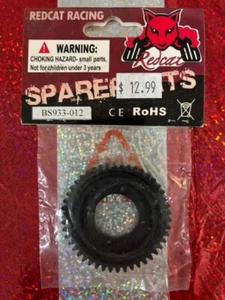 REDCAT RACING
WARNING:
CHOKING HAZARD- small parts.
Not for children under 3 years
Redcat
$ 12.99
BS933-012
CE RoHS